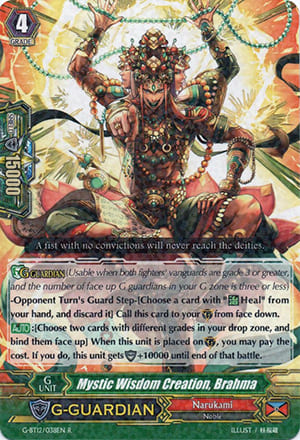 4
GRADE
15000
A fist with no convictions will never reach the deities.
G GUARDIAN (Usable when both fighters' vanguards are grade 3 or greater,
and the number of face up G guardians in your G zone is three or less)
-Opponent Turn's Guard Step-[Choose a card with "Heal" from
your hand, and discard it] Call this card to your G from face down.
AUTO:[Choose two cards with different grades in your drop zone, and
bind them face up] When this unit is placed on G, you may pay the
cost. If you do, this unit gets +10000 until end of that battle.
G
UNIT
Mystic Wisdom Creation, Brahma
G-GUARDIAN
Narukami
Noble
G-BT12/038EN R
ILLUST /